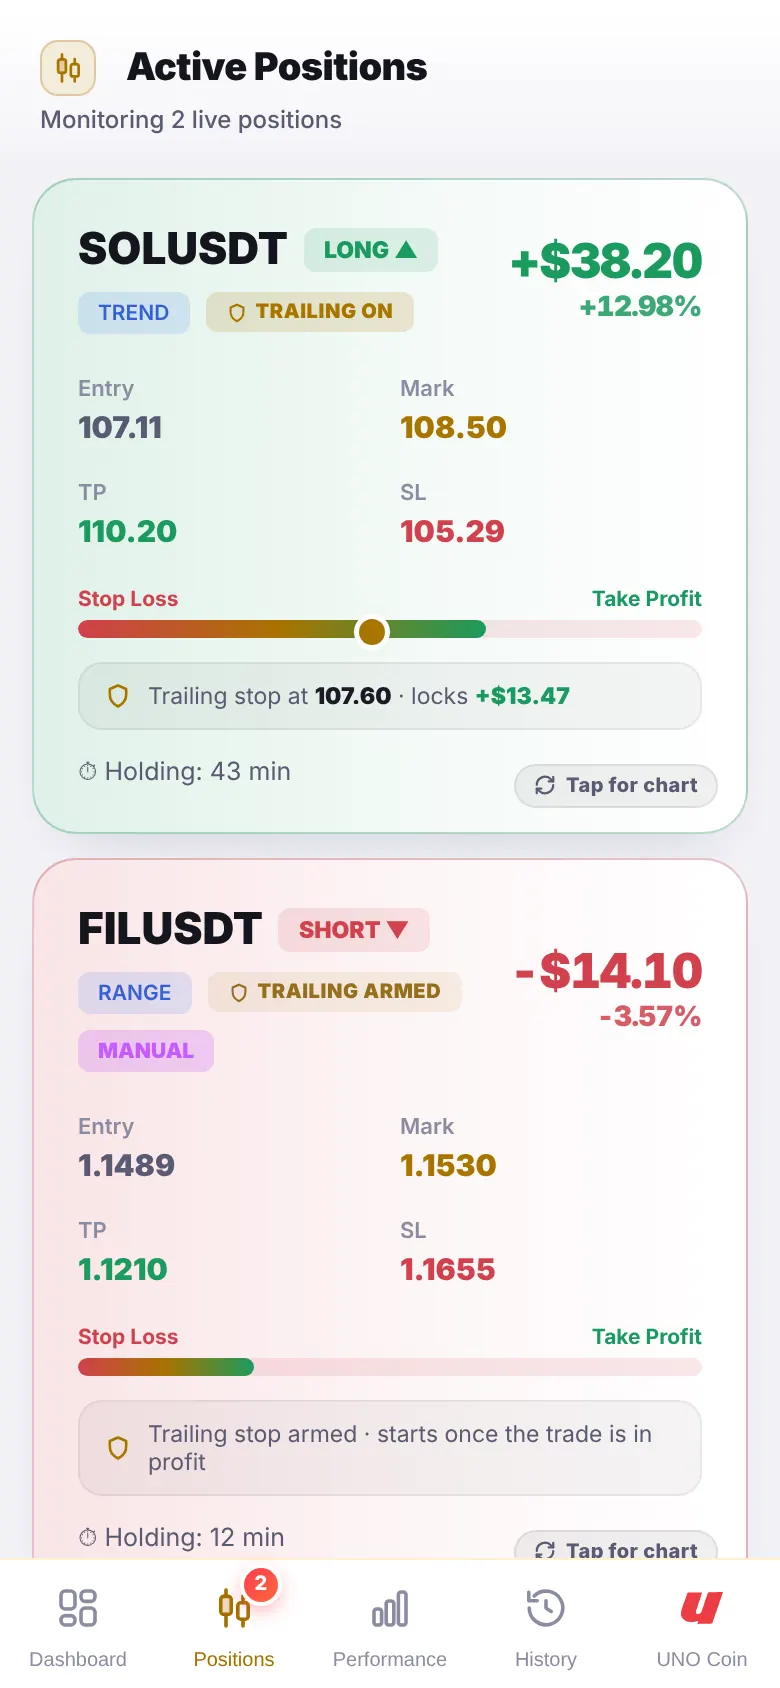 Active Positions
Monitoring 2 live positions
SOLUSDT LONG ▲
+$38.20
+12.98%
TREND TRAILING ON
Entry Mark
107.11 108.50
TP SL
110.20 105.29
Stop Loss Take Profit
Trailing stop at 107.60 · locks +$13.47
⏱ Holding: 43 min
Tap for chart
FILUSDT SHORT ▼
-$14.10
-3.57%
RANGE TRAILING ARMED
MANUAL
Entry Mark
1.1489 1.1530
TP SL
1.1210 1.1655
Stop Loss Take Profit
Trailing stop armed · starts once the trade is in
profit
⏱ Holding: 12 min
Tap for chart
2
Dashboard Positions Performance History UNO Coin